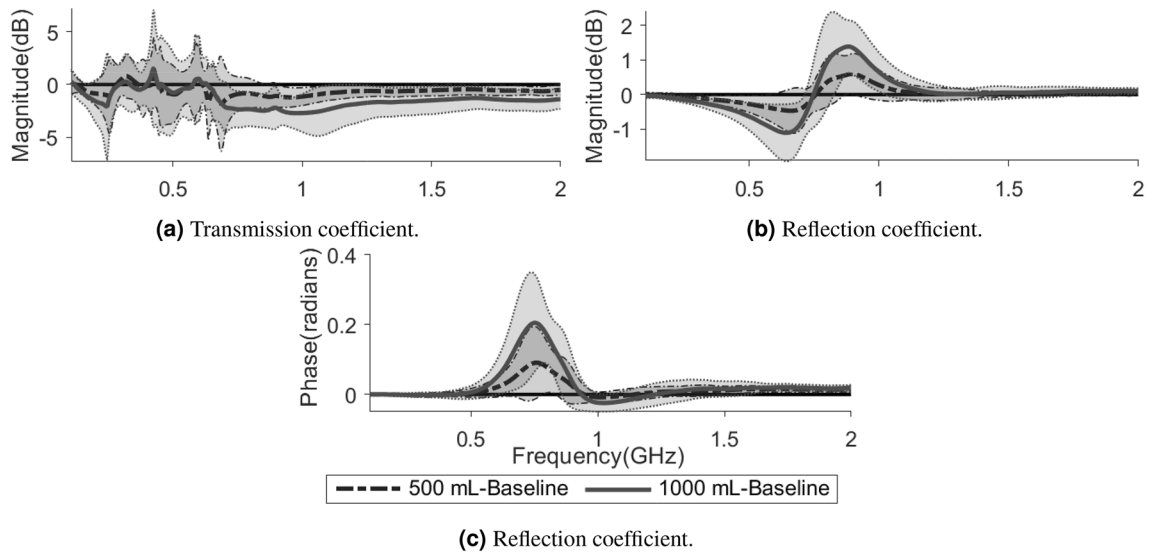 Magnitude(dB)
5
0
-5
0.5 1 1.5 2
(a) Transmission coefficient.
Magnitude(dB)
2
1
0
-1
0.5 1 1.5 2
(b) Reflection coefficient.
Phase(radians)
0.4
0.2
0
0.5 1 1.5 2
Frequency(GHz)
500 mL-Baseline 1000 mL-Baseline
(c) Reflection coefficient.